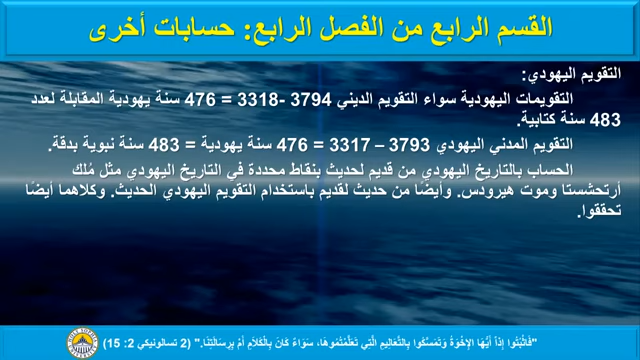 القسم الرابع من الفصل الرابع: حسابات أخرى
التقويم اليهودي:
التقويمات اليهودية سواء التقويم الديني 3794 -3318 = 476 سنة يهودية المقابلة لعدد
483 سنة كتابية.
التقويم المدني اليهودي 3793 – 3317 = 476 سنة يهودية = 483 سنة نبوية بدقة.
الحساب بالتاريخ اليهودي من قديم لحديث بنقاط محددة في التاريخ اليهودي مثل مُلك
أرتحشستا وموت هيرودس. وأيضًا من حديث لقديم باستخدام التقويم اليهودي الحديث. وكلاهما أيضًا
تحققوا.
"فَاثْبُتُوا إِذًا أَيُّهَا الإِخْوَةُ وَتَمَسَّكُوا بِالتَّعَالِيمِ الَّتِي تَعَلَّمْتُمُوهَا، سَوَاءٌ كَانَ بِالْكَلاَمِ أَمْ بِرِسَالَتِنَا." (2 تسالونيكي 2: 15)